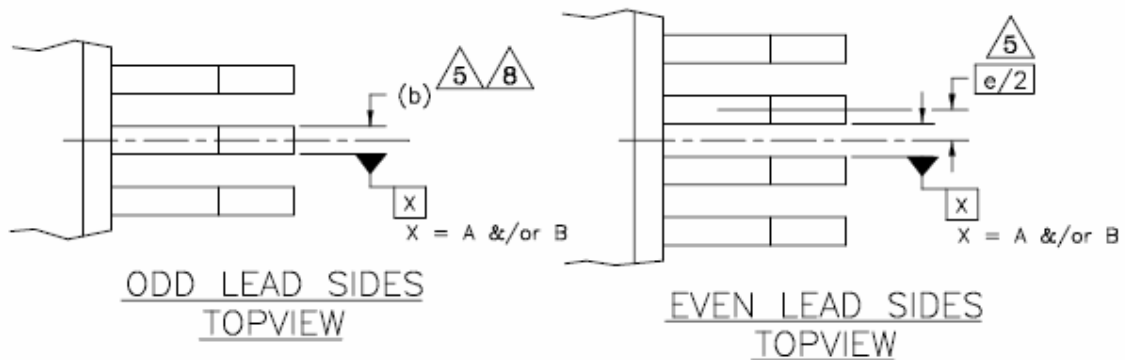 (b) 5 8
X
X = A &/or B
ODD LEAD SIDES
TOPVIEW
5
e/2
X
X = A &/or B
EVEN LEAD SIDES
TOPVIEW